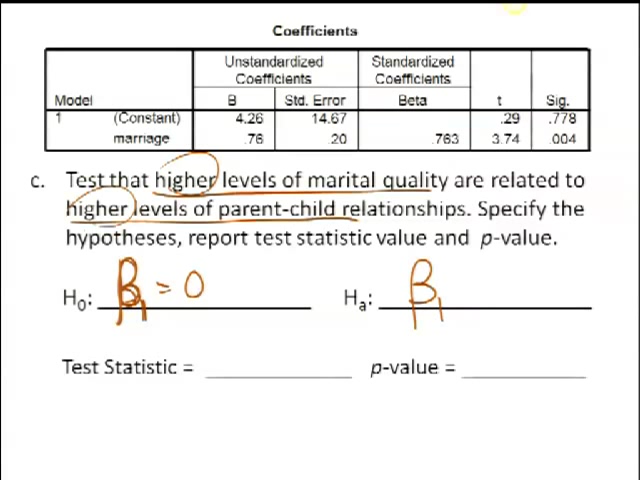 Coefficients
Unstandardized Coefficients Standardized Coefficients
Model B Std. Error Beta t Sig.
1 (Constant) 4.26 14.67 .29 .778
marriage .76 .20 .763 3.74 .004
c. Test that higher levels of marital quality are related to
higher levels of parent-child relationships. Specify the
hypotheses, report test statistic value and p-value.
H₀: β₁ = 0 Hₐ: β₁
Test Statistic = p-value =